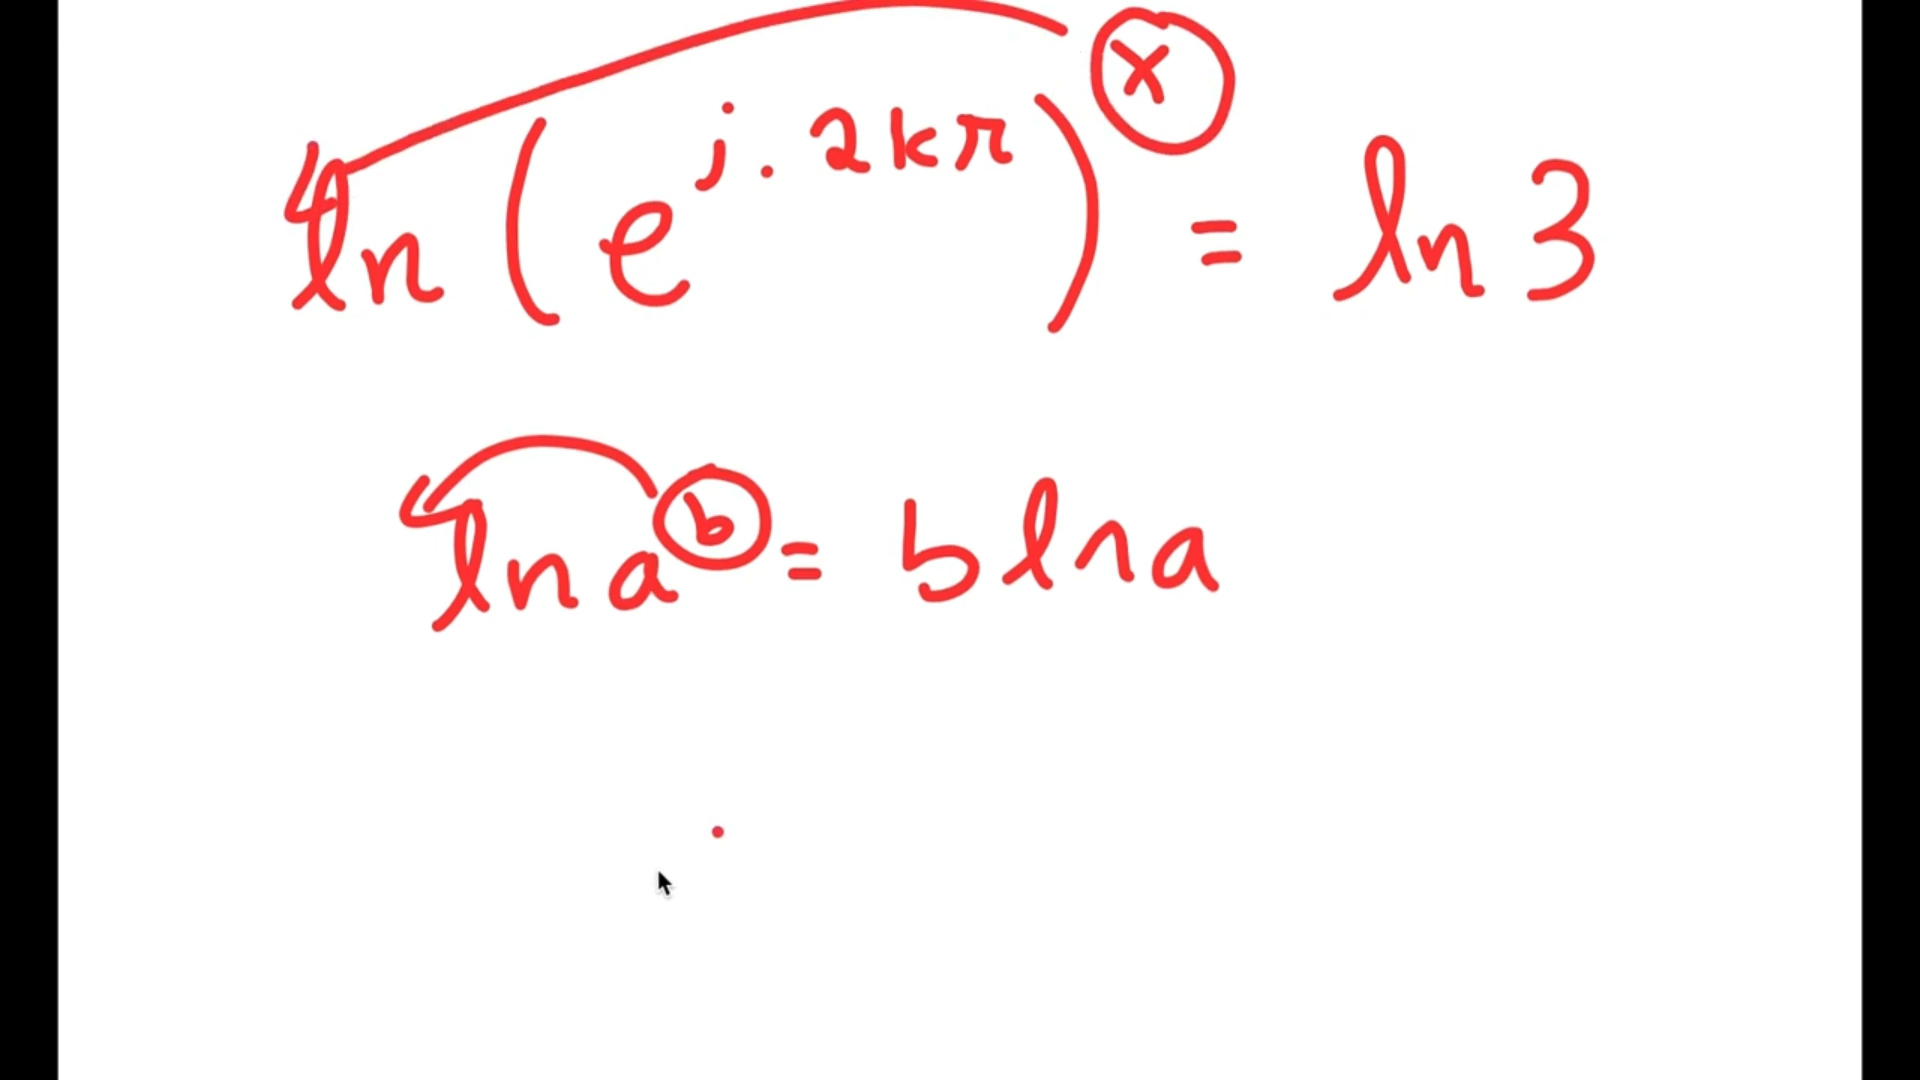 ln (e^{j.2kπ})^x = ln 3
ln a^b = b ln a